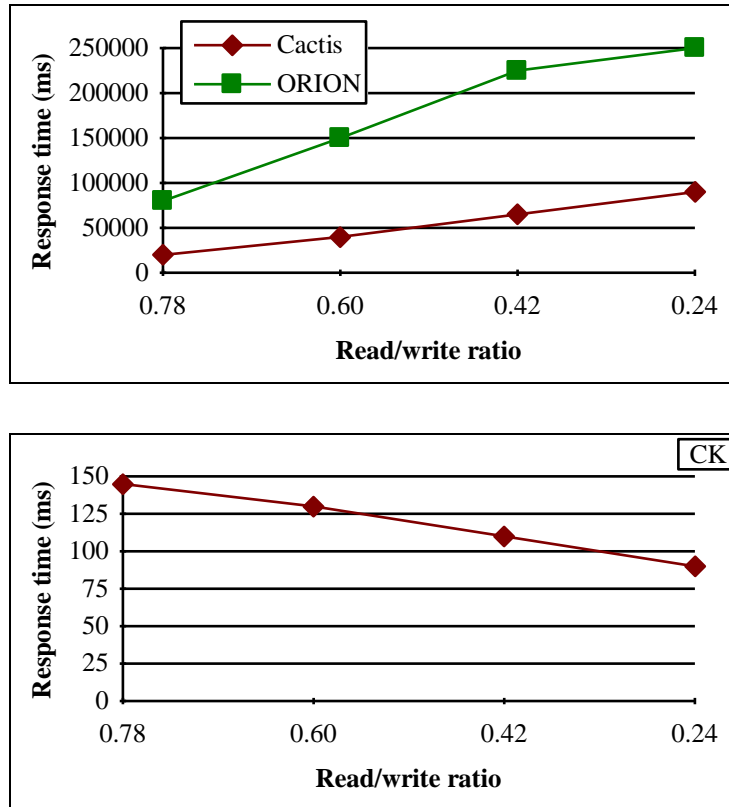 250000
200000
150000
100000
50000
0
Response time (ms)
Cactis
ORION
0.78 0.60 0.42 0.24
Read/write ratio
CK
150
125
100
75
50
25
0
Response time (ms)
0.78 0.60 0.42 0.24
Read/write ratio